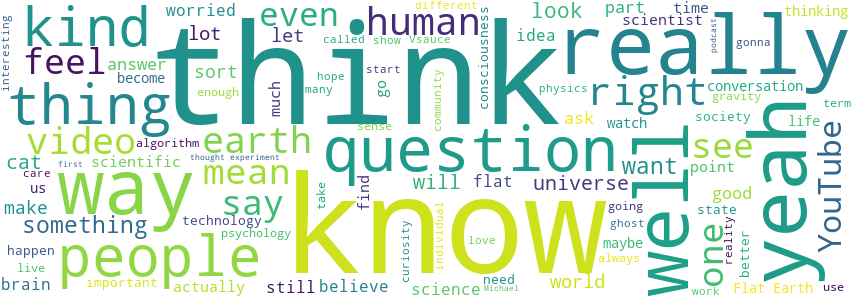 interesting
kind
worried
lot
feel
thing
think
even
let
human
look
idea
part
scientist
different
time
thinking
really
podcast
gonna
called
show
Vsauce
consciousness
answer
become
sort
enough
much
hope
many
start
go
community
physics
right
conversation
gravity
term
video
algorithm
earth
sense
question
ask
watch
society
life
cat
scientific
first
thought experiment
care
us
mean
will
flat
universe
want
see
point
well
yeah
YouTube
make
way
say
take
find
know
good
something
technology
psychology
curiosity
individual
love
going
ghost
maybe
always
one
state
reality
better
happen
live
people
brain
important
actually
still
believe
science
need
Michael
world
work
Flat Earth
use